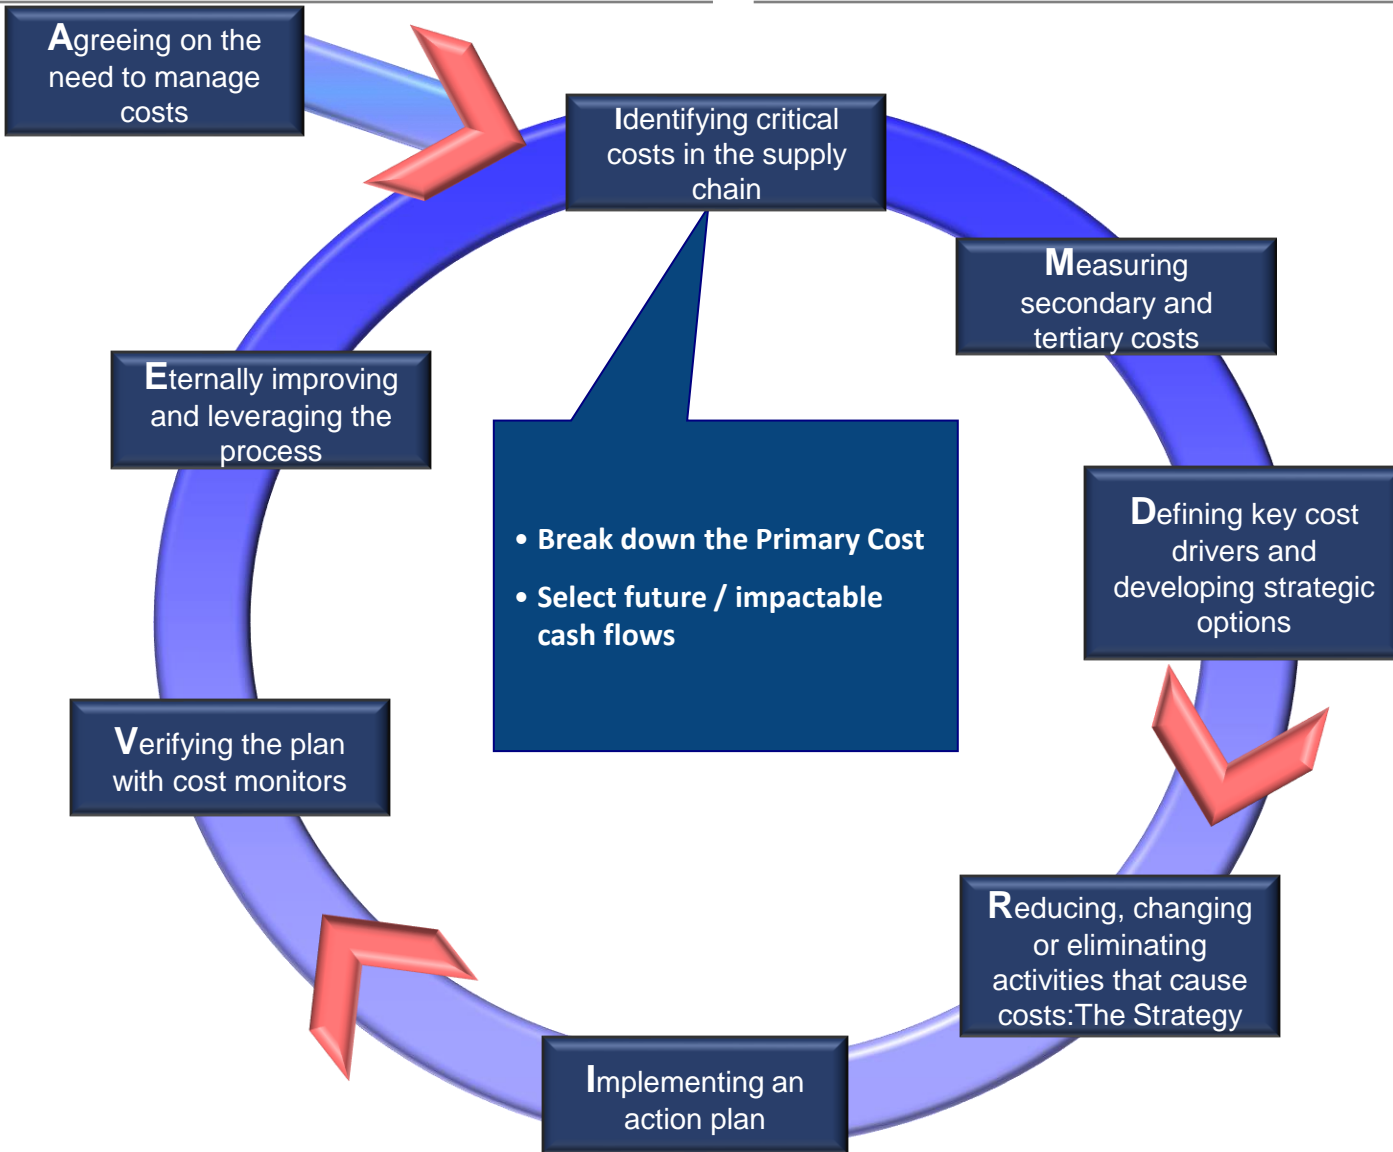 Agreeing on the
need to manage
costs
Identifying critical
costs in the supply
chain
Measuring
secondary and
tertiary costs
Eternally improving
and leveraging the
process
• Break down the Primary Cost
• Select future / impactable
cash flows
Defining key cost
drivers and
developing strategic
options
Verifying the plan
with cost monitors
Reducing, changing
or eliminating
activities that cause
costs:The Strategy
Implementing an
action plan